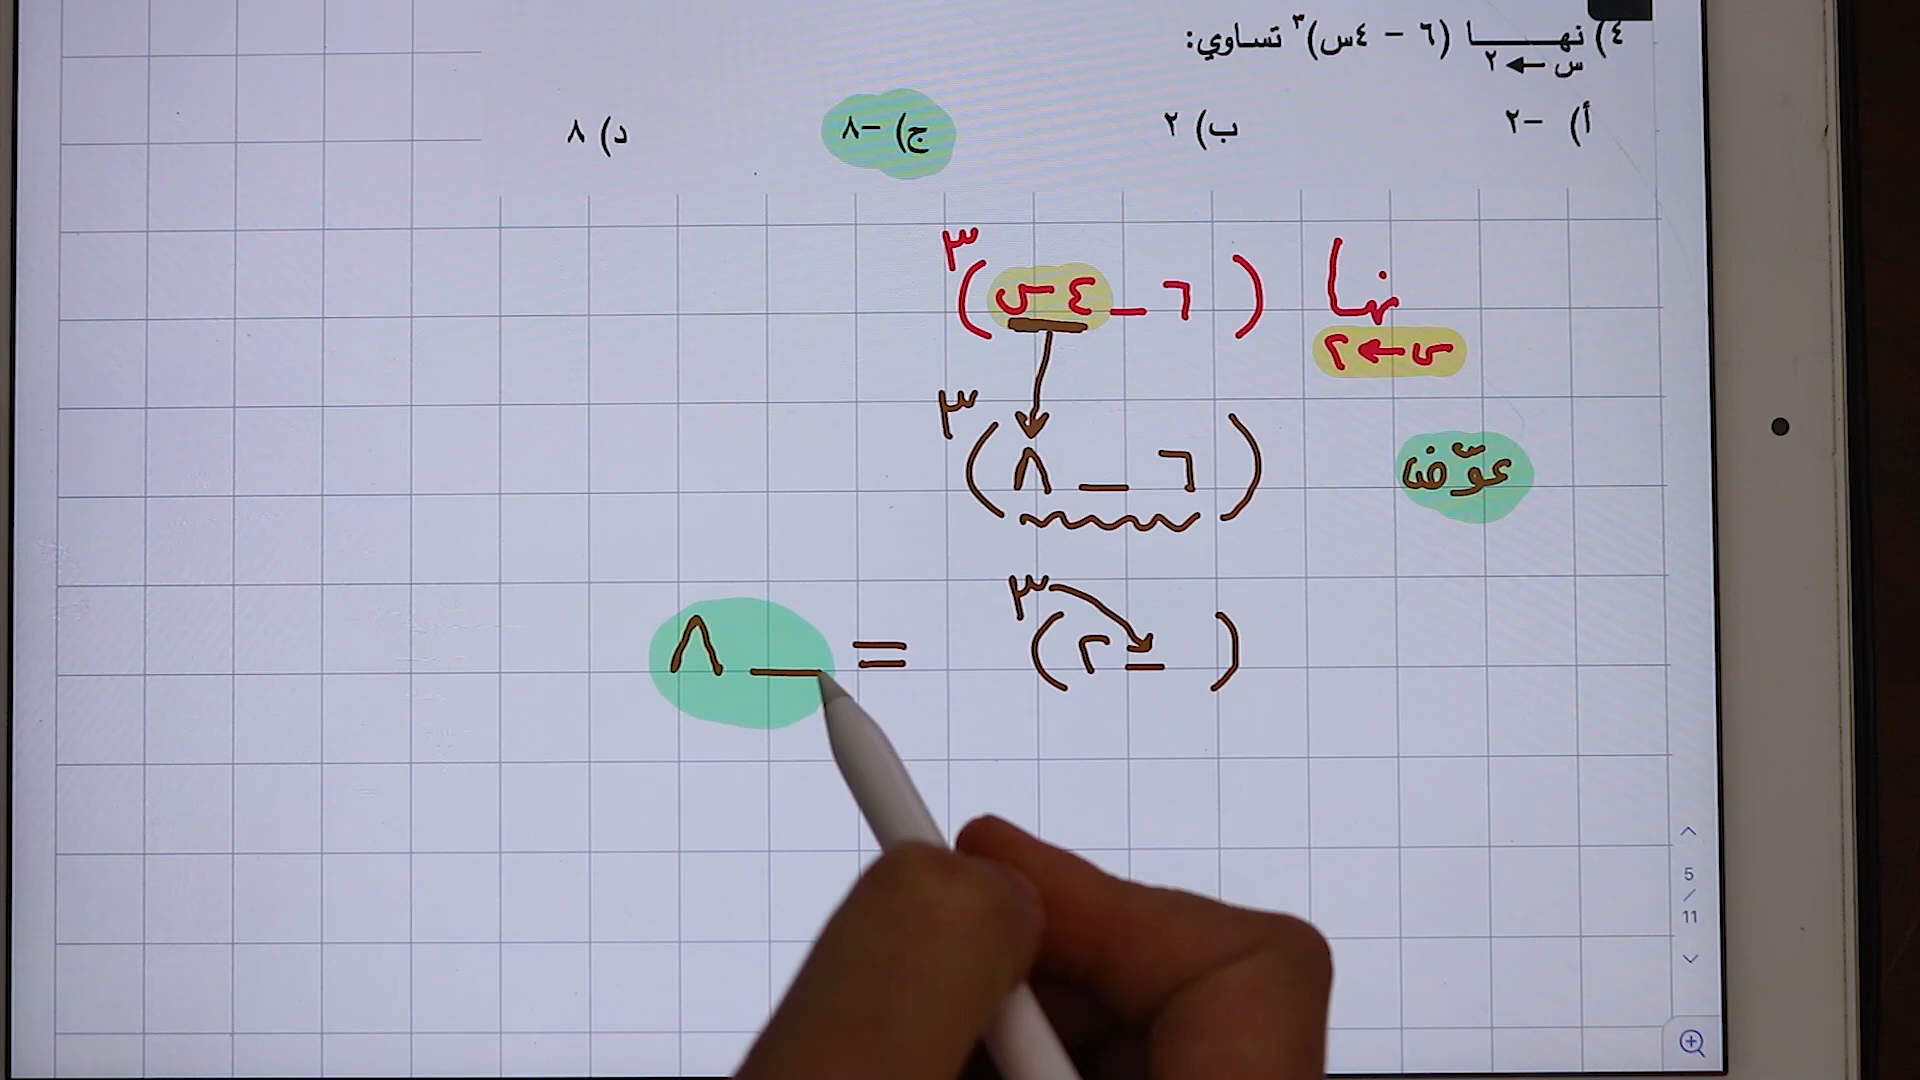 ٤) نهـــــا (٦ - ٤س)٣ تساوي:
س ← ٢
أ) -٢ ب) ٢ ج) -٨ د) ٨
نها (٦ - ٤س)٣
س ← ٢
عوّض (٦ - ٨)٣
(-٢)٣ = -٨
5
/
11